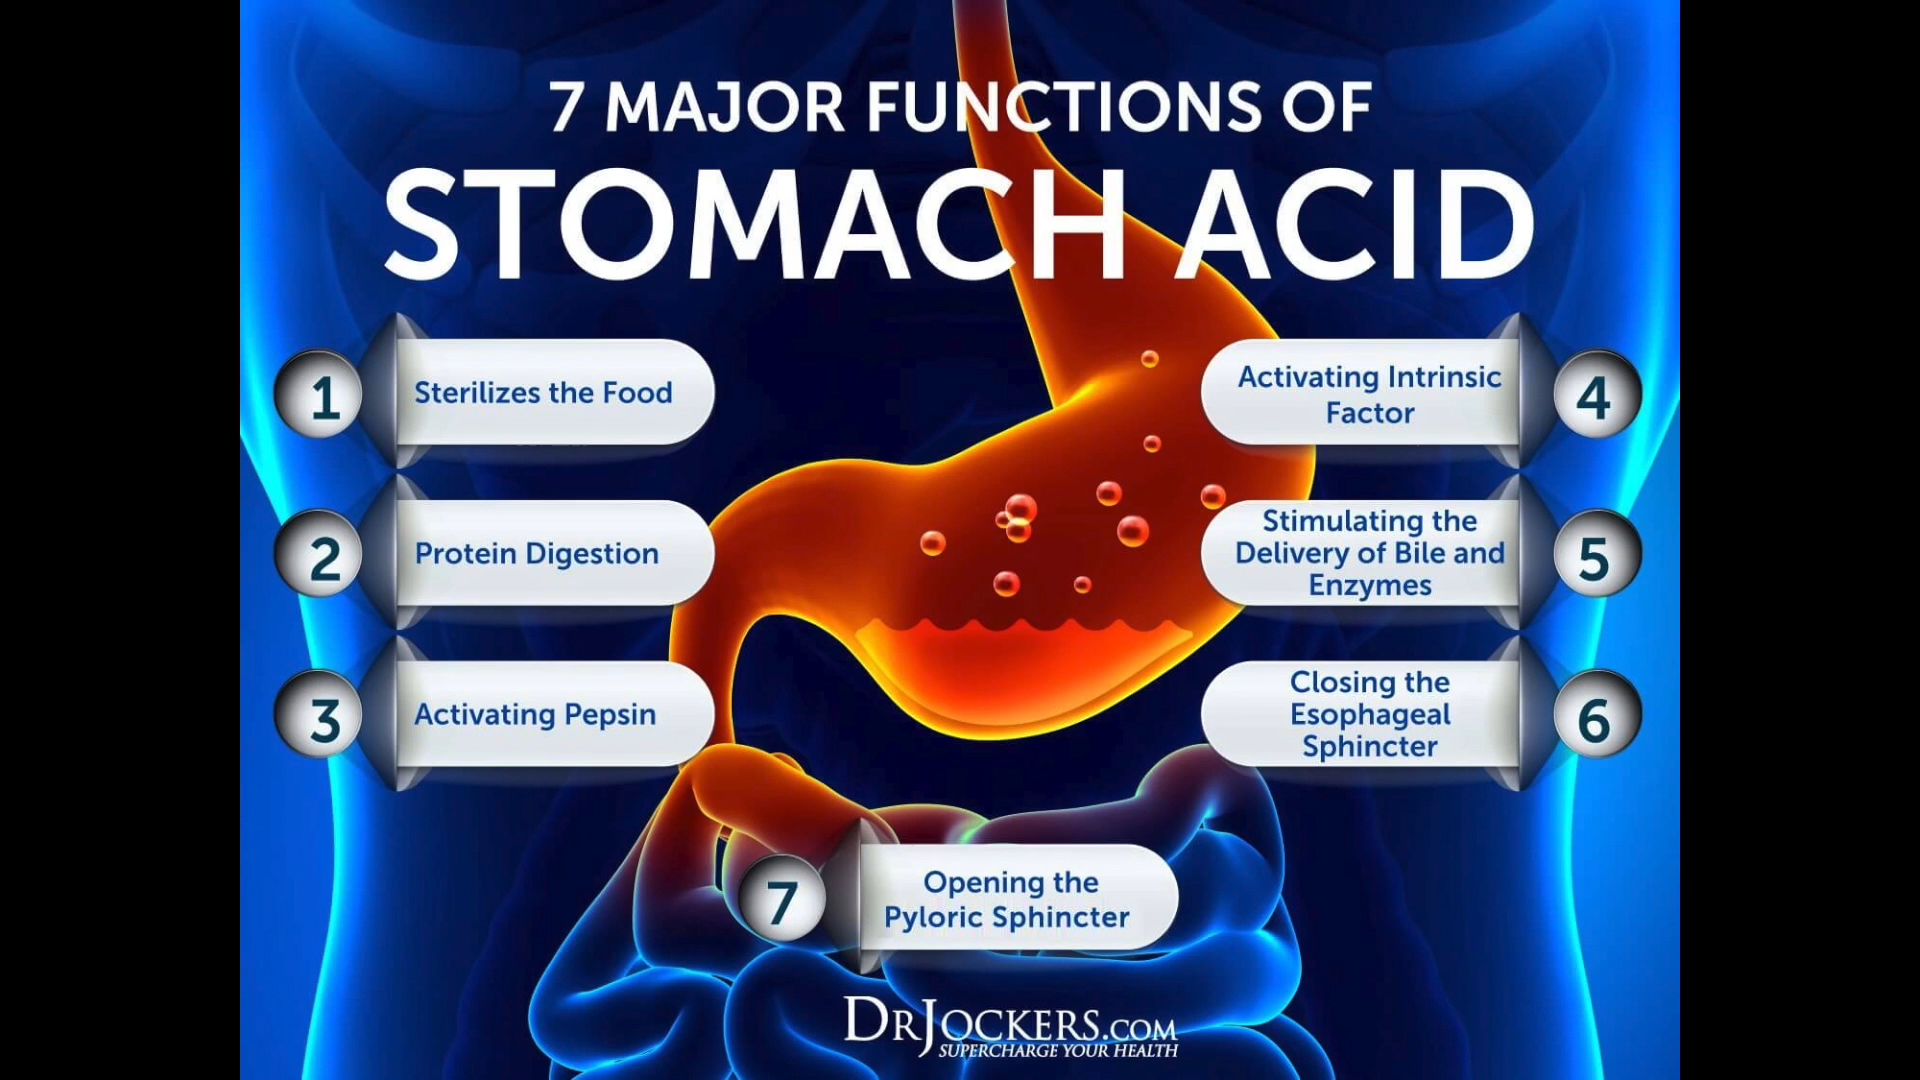 7 MAJOR FUNCTIONS OF
STOMACH ACID
1
Sterilizes the Food
2
Protein Digestion
3
Activating Pepsin
4
Activating Intrinsic
Factor
5
Stimulating the
Delivery of Bile and
Enzymes
6
Closing the
Esophageal
Sphincter
7
Opening the
Pyloric Sphincter
DRJOCKERS.COM
SUPERCHARGE YOUR HEALTH